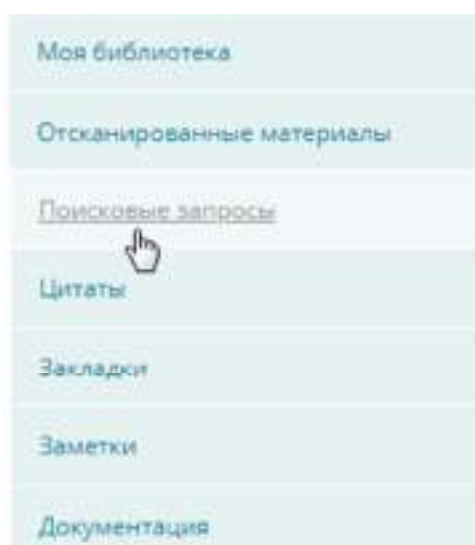 Моя библиотека
Отсканированные материалы
Поисковые запросы
Цитаты
Закладки
Заметки
Документация